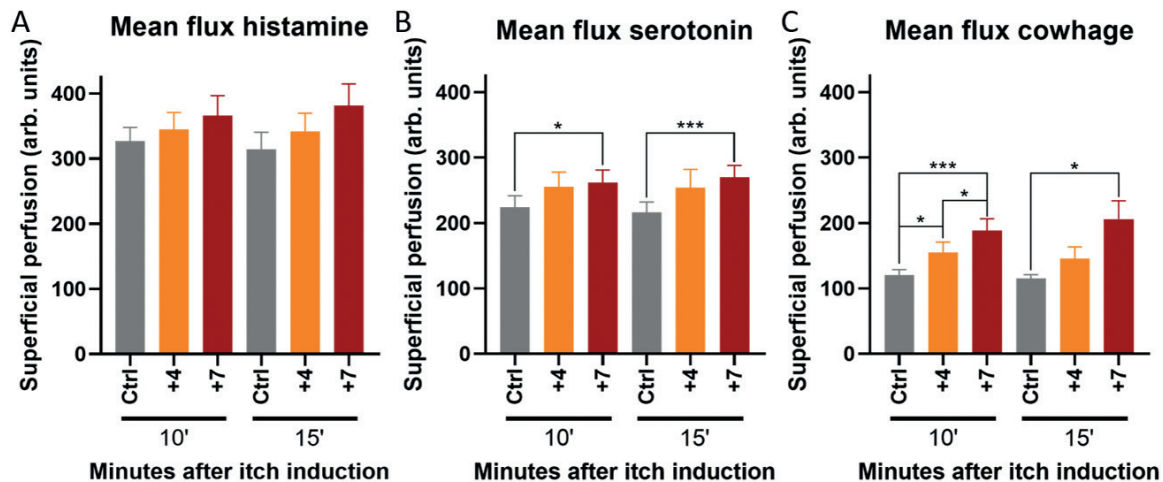 A
Mean flux histamine
Superficial perfusion (arb. units)
400
300
200
100
0
Ctrl
+4
+7
Ctrl
+4
+7
10'
15'
Minutes after itch induction
B
Mean flux serotonin
Superficial perfusion (arb. units)
400
300
200
100
0
*
***
Ctrl
+4
+7
Ctrl
+4
+7
10'
15'
Minutes after itch induction
C
Mean flux cowhage
Superficial perfusion (arb. units)
400
300
200
100
0
***
*
*
*
Ctrl
+4
+7
Ctrl
+4
+7
10'
15'
Minutes after itch induction